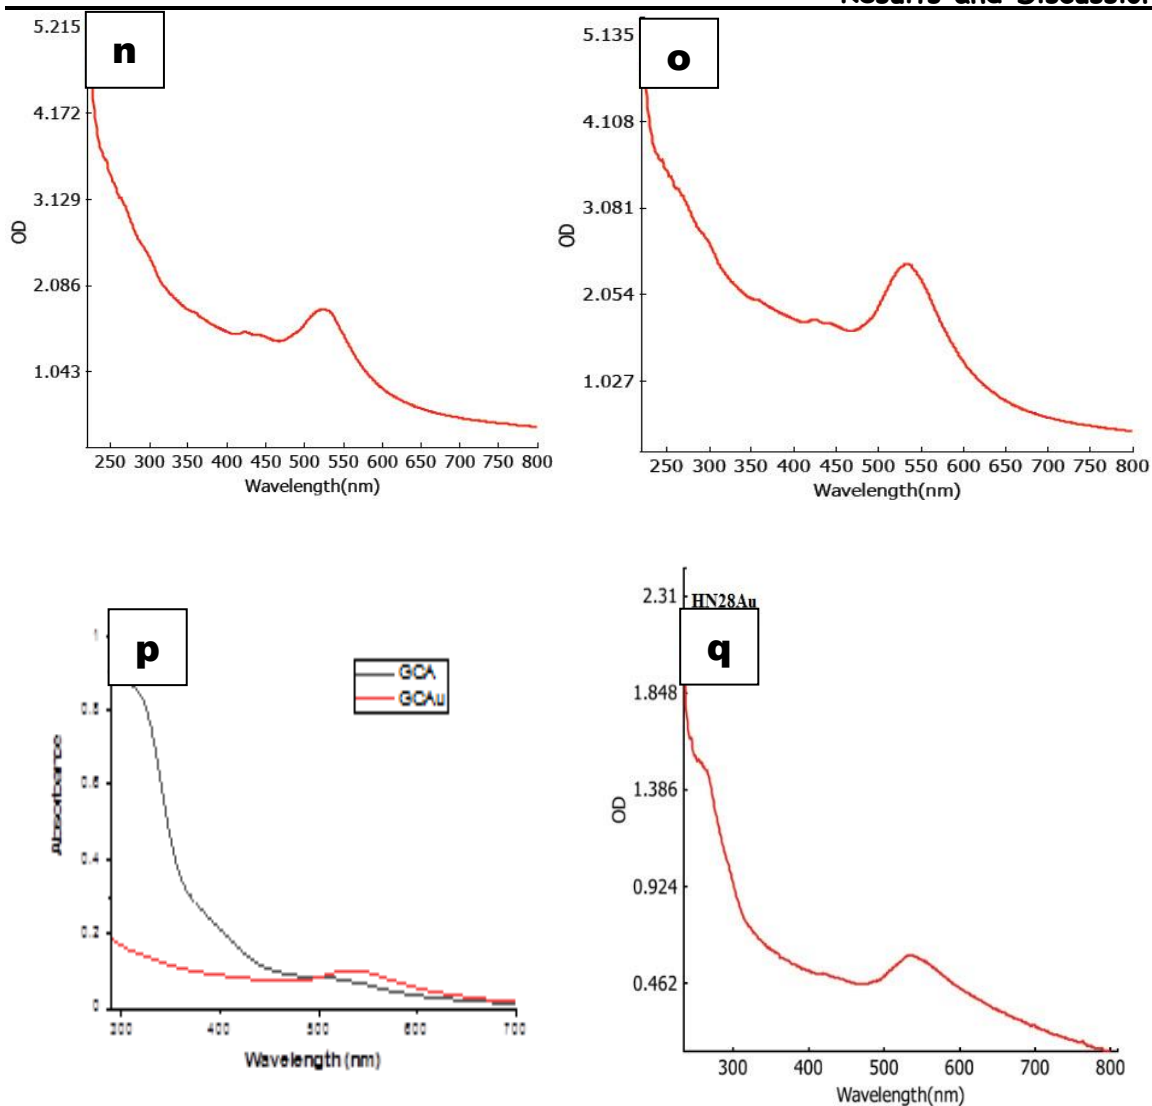 Results and Discussion
5.215
n
4.172
3.129
OD
2.086
1.043
250 300 350 400 450 500 550 600 650 700 750 800
Wavelength(nm)
5.135
o
4.108
3.081
OD
2.054
1.027
250 300 350 400 450 500 550 600 650 700 750 800
Wavelength(nm)
1
p
GCA
GCAu
0.8
Absorbance
0.6
0.4
0.2
0
300 400 500 600 700
Wavelength (nm)
2.31
HN28Au
q
1.848
1.386
OD
0.924
0.462
300 400 500 600 700 800
Wavelength(nm)